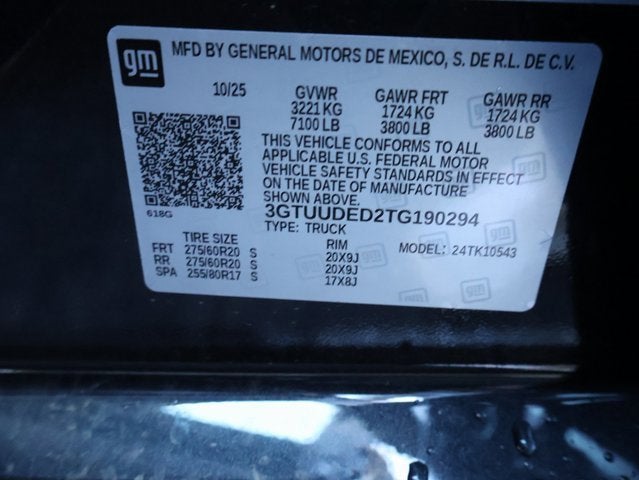 gm
MFD BY GENERAL MOTORS DE MEXICO, S. DE R.L. DE C.V.
10/25 GVWR GAWR FRT GAWR RR
3221 KG 1724 KG 1724 KG
7100 LB 3800 LB 3800 LB
THIS VEHICLE CONFORMS TO ALL
APPLICABLE U.S. FEDERAL MOTOR
VEHICLE SAFETY STANDARDS IN EFFECT
ON THE DATE OF MANUFACTURE
SHOWN ABOVE.
618G
3GTUUDED2TG190294
TYPE: TRUCK
TIRE SIZE RIM MODEL: 24TK10543
FRT 275/60R20 S 20X9J
RR 275/60R20 S 20X9J
SPA 255/80R17 S 17X8J